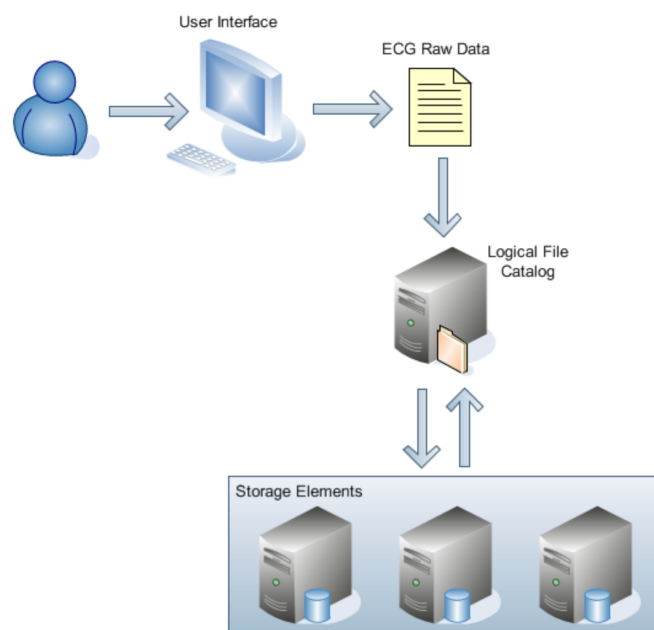 User Interface
ECG Raw Data
Logical File
Catalog
Storage Elements